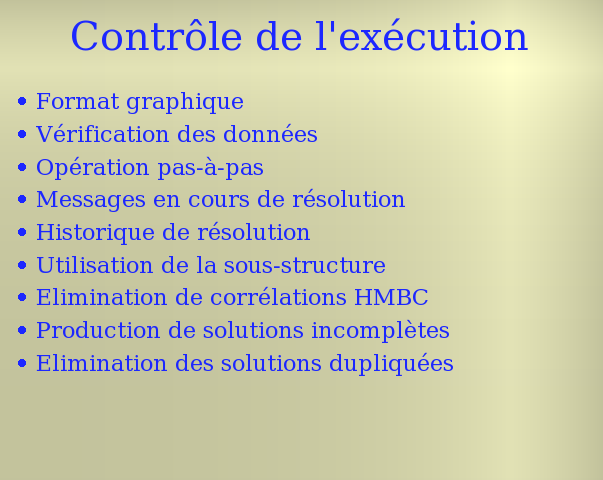 Contrôle de l'exécution
• Format graphique
• Vérification des données
• Opération pas-à-pas
• Messages en cours de résolution
• Historique de résolution
• Utilisation de la sous-structure
• Elimination de corrélations HMBC
• Production de solutions incomplètes
• Elimination des solutions dupliquées